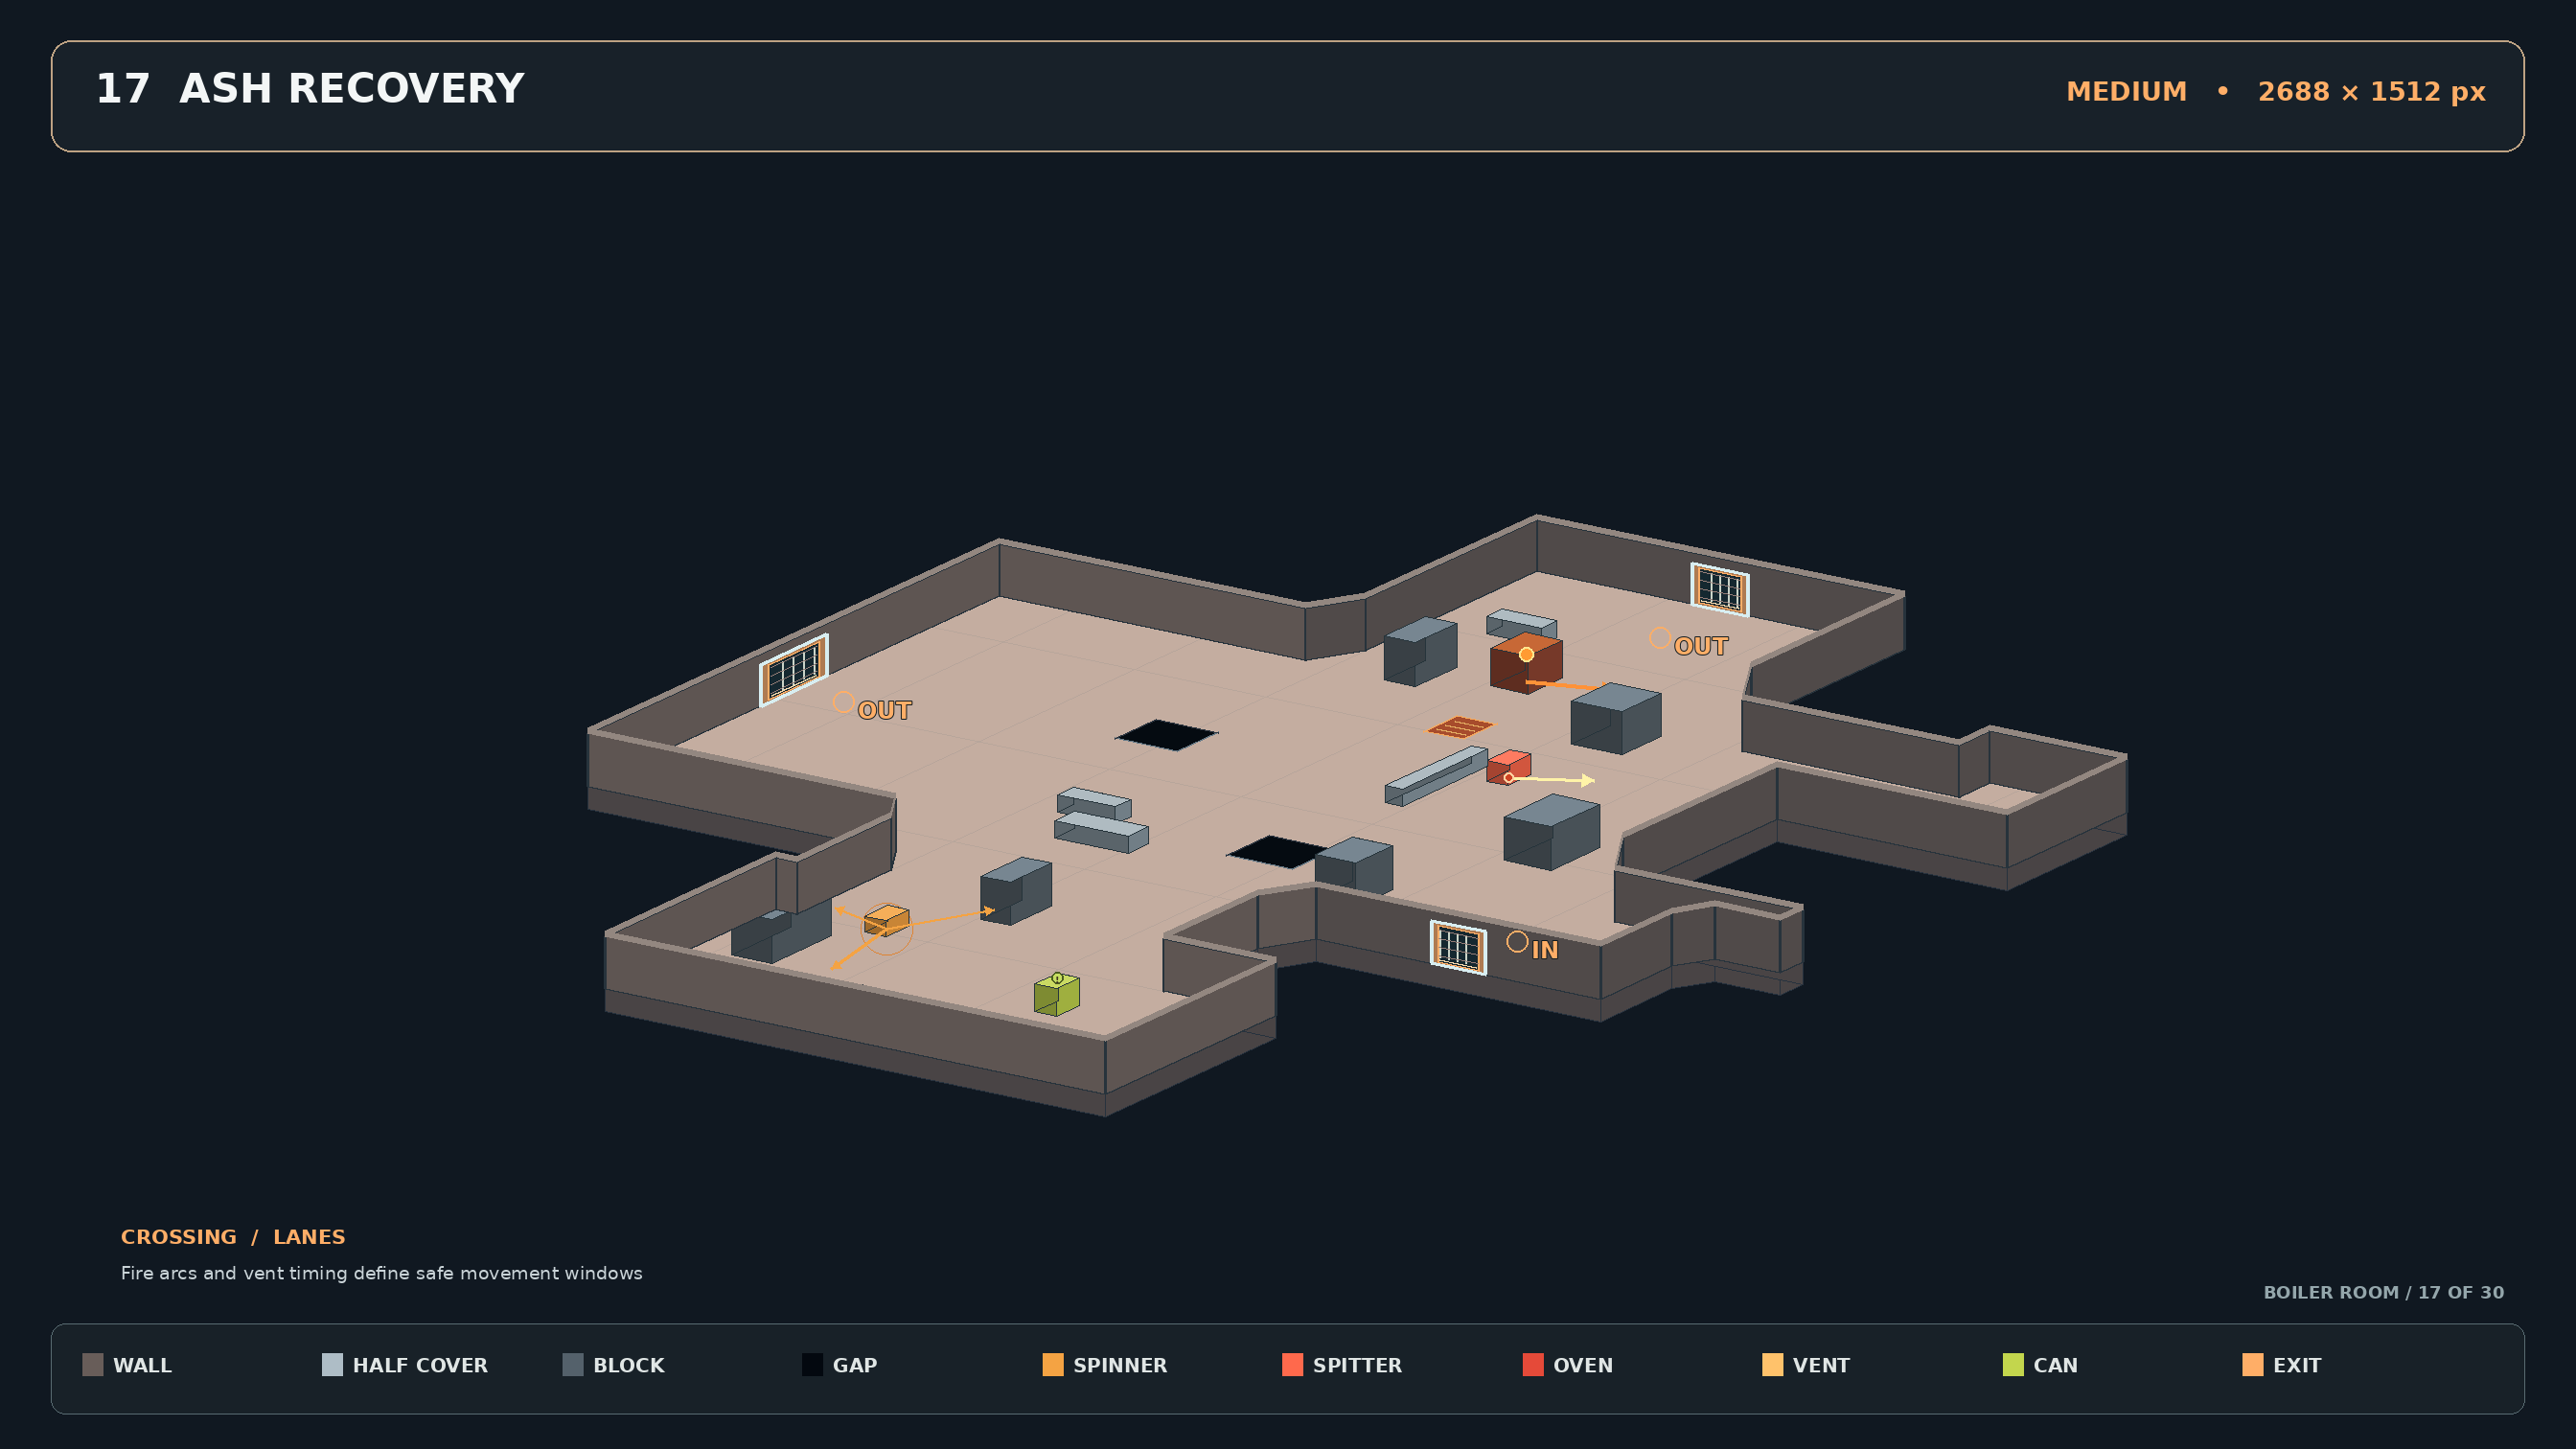 17 ASH RECOVERY
MEDIUM • 2688 × 1512 px
OUT
OUT
IN
CROSSING / LANES
Fire arcs and vent timing define safe movement windows
BOILER ROOM / 17 OF 30
WALL
HALF COVER
BLOCK
GAP
SPINNER
SPITTER
OVEN
VENT
CAN
EXIT